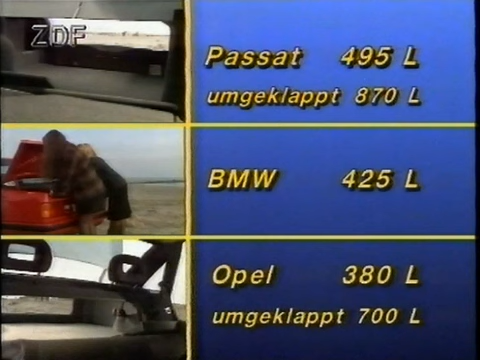 ZDF
Passat 495 L
umgeklappt 870 L
BMW 425 L
Opel 380 L
umgeklappt 700 L